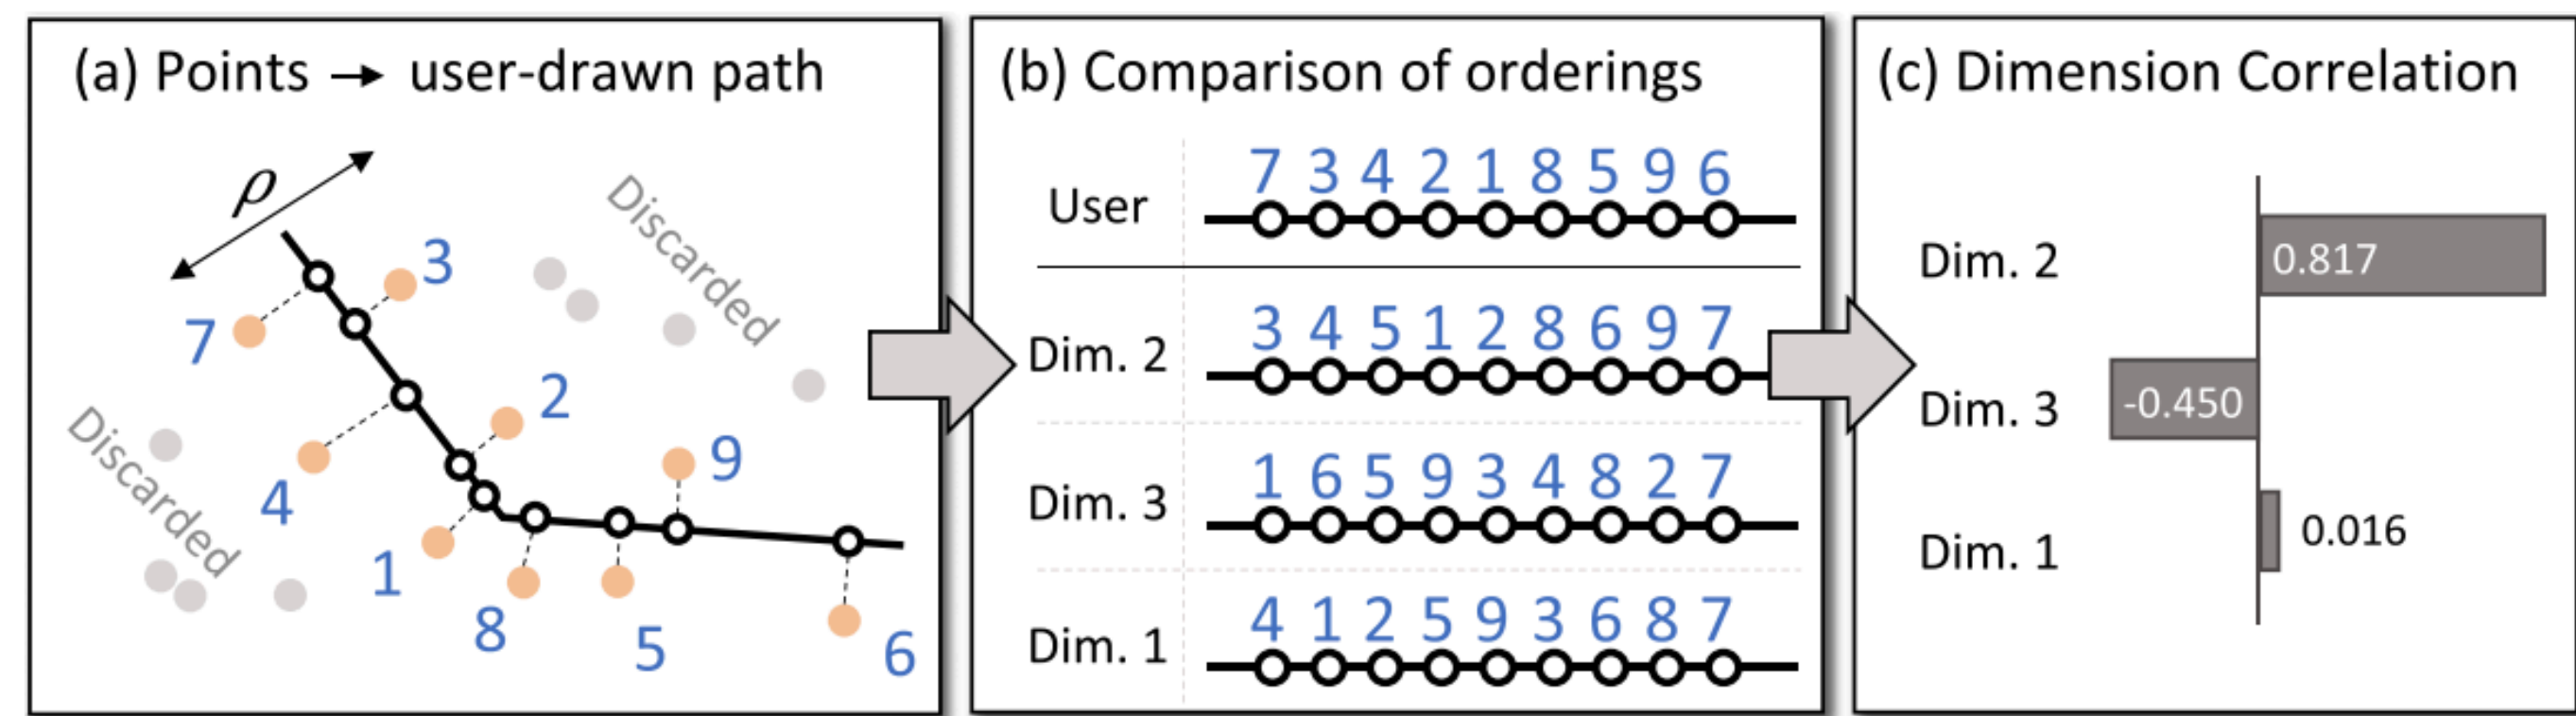 (a) Points → user-drawn path
ρ
Discarded
3
7
2
Discarded
4
9
1
8
5
6
(b) Comparison of orderings
User 7 3 4 2 1 8 5 9 6
Dim. 2 3 4 5 1 2 8 6 9 7
Dim. 3 1 6 5 9 3 4 8 2 7
Dim. 1 4 1 2 5 9 3 6 8 7
(c) Dimension Correlation
Dim. 2 0.817
Dim. 3 -0.450
Dim. 1 0.016